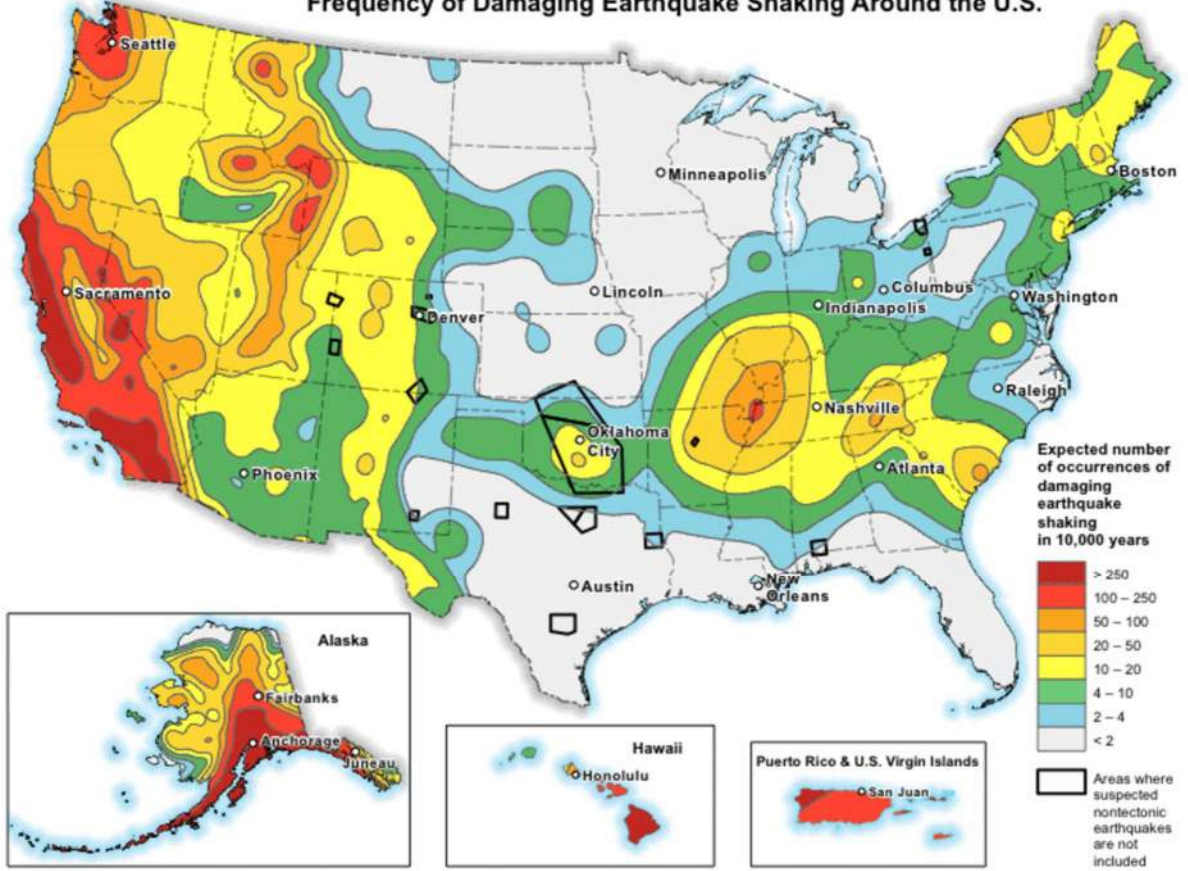 Frequency of Damaging Earthquake Shaking Around the U.S.
Seattle
Minneapolis
Boston
Sacramento
Lincoln
Columbus
Washington
Denver
Indianapolis
Raleigh
Nashville
Oklahoma
City
Phoenix
Atlanta
Austin
New
Orleans
Expected number
of occurrences of
damaging
earthquake
shaking
in 10,000 years
> 250
100 – 250
50 – 100
20 – 50
10 – 20
4 – 10
2 – 4
< 2
Areas where
suspected
nontectonic
earthquakes
are not
included
Alaska
Fairbanks
Anchorage
Juneau
Hawaii
Honolulu
Puerto Rico & U.S. Virgin Islands
San Juan